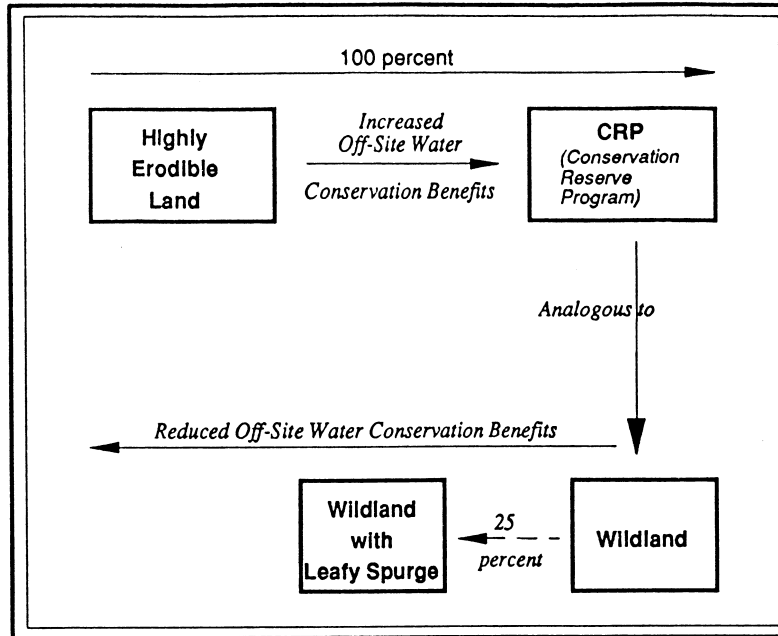 100 percent
Highly
Erodible
Land
Increased
Off-Site Water
Conservation Benefits
CRP
(Conservation
Reserve
Program)
Analogous to
Reduced Off-Site Water Conservation Benefits
Wildland
with
Leafy Spurge
25
percent
Wildland